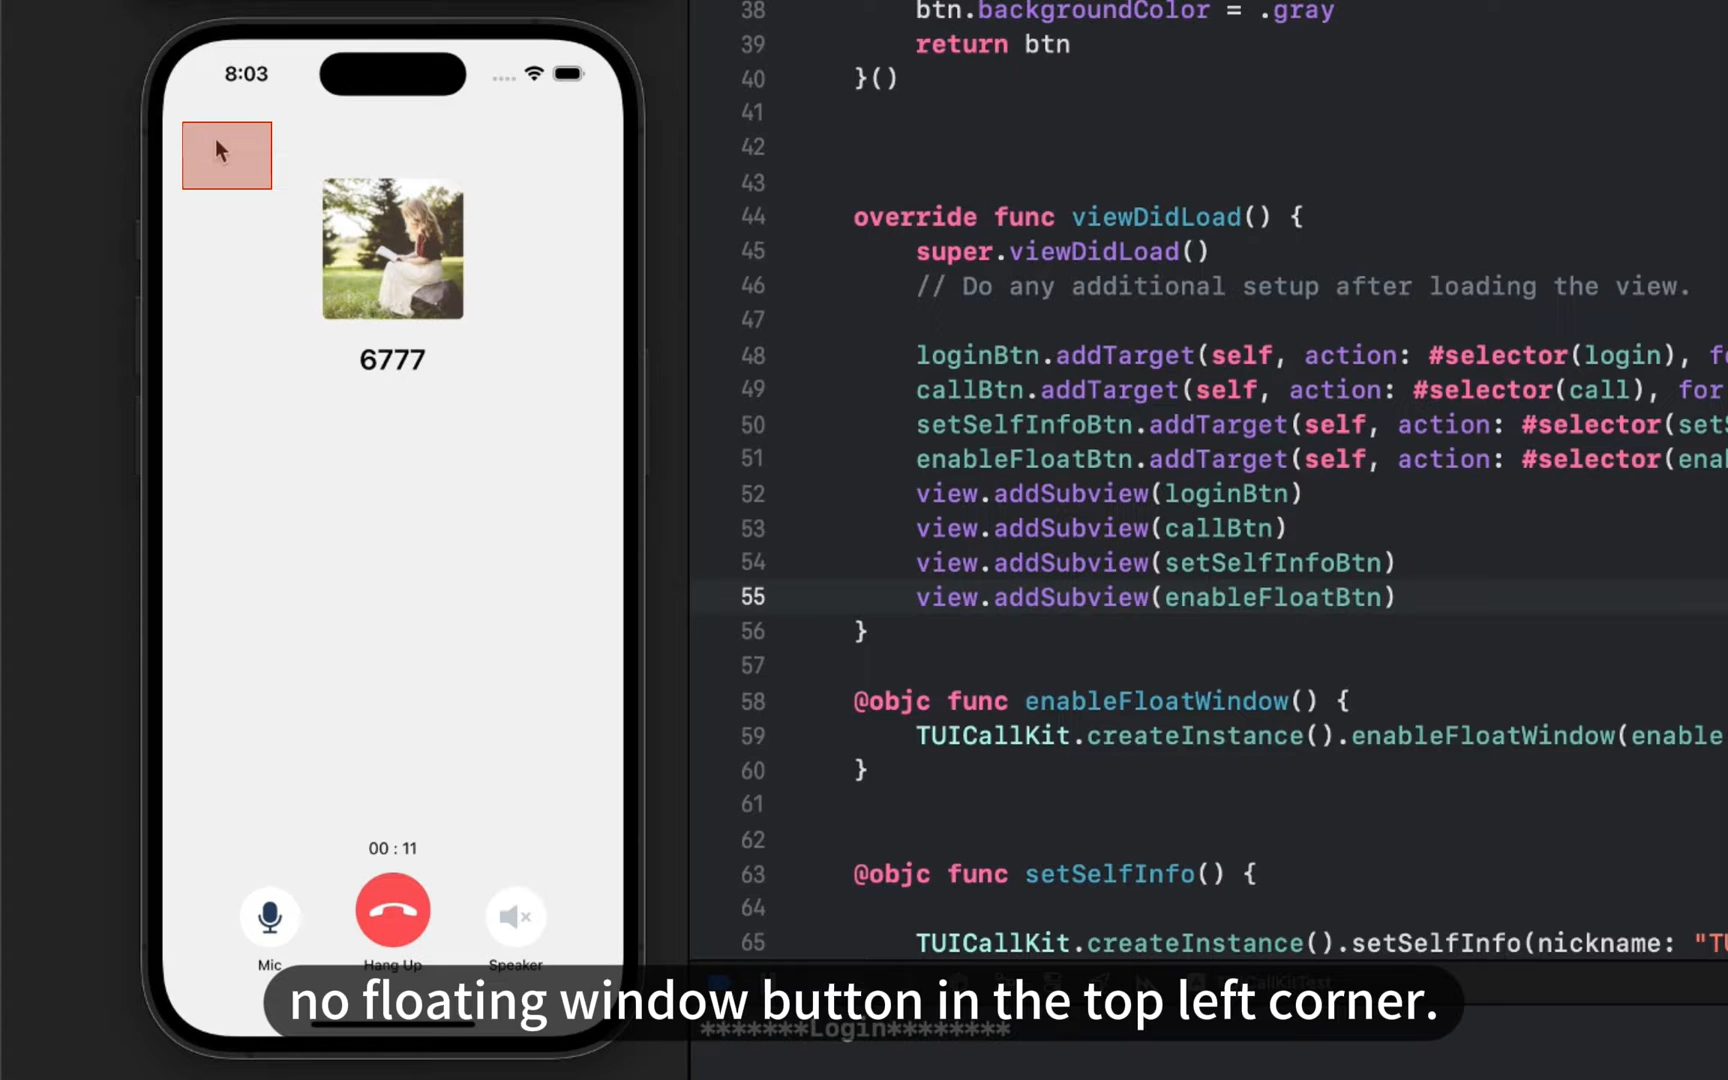 8:03
6777
00 : 11
Mic
Hang Up
Speaker
38 btn.backgroundColor = .gray
39 return btn
40 }()
41
42
43
44 override func viewDidLoad() {
45 super.viewDidLoad()
46 // Do any additional setup after loading the view.
47
48 loginBtn.addTarget(self, action: #selector(login), fo
49 callBtn.addTarget(self, action: #selector(call), for
50 setSelfInfoBtn.addTarget(self, action: #selector(setS
51 enableFloatBtn.addTarget(self, action: #selector(enab
52 view.addSubview(loginBtn)
53 view.addSubview(callBtn)
54 view.addSubview(setSelfInfoBtn)
55 view.addSubview(enableFloatBtn)
56 }
57
58 @objc func enableFloatWindow() {
59 TUICallKit.createInstance().enableFloatWindow(enable
60 }
61
62
63 @objc func setSelfInfo() {
64
65 TUICallKit.createInstance().setSelfInfo(nickname: "TU
*******Login********
no floating window button in the top left corner.